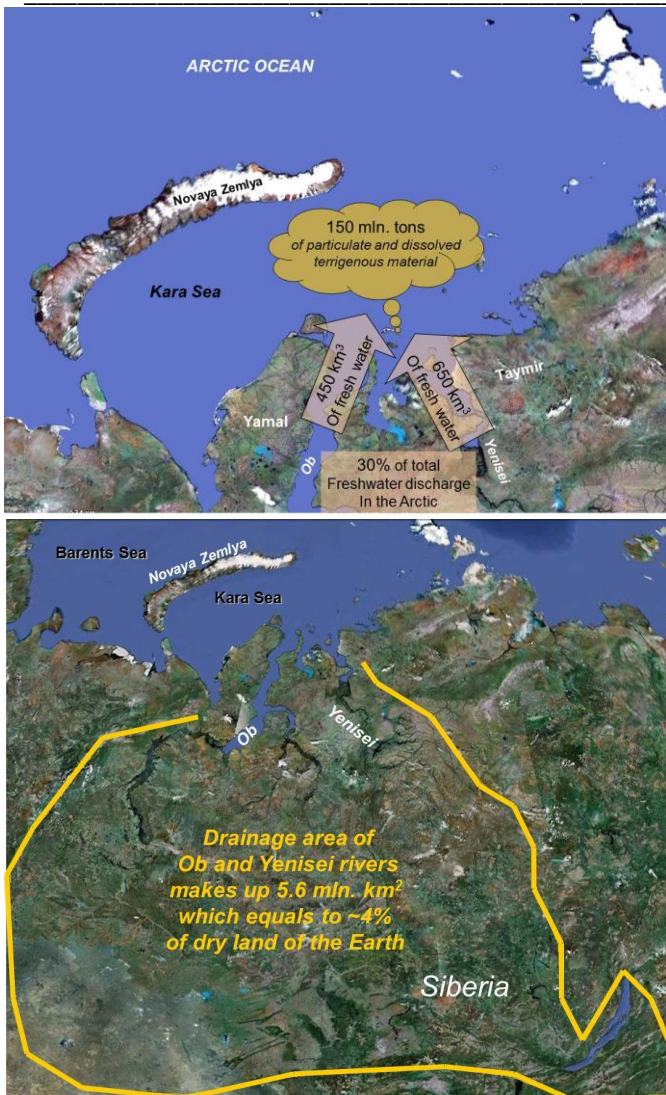 ARCTIC OCEAN
Novaya Zemlya
150 mln. tons
of particulate and dissolved
terrigenous material
Kara Sea
450 km³
Of fresh water
650 km³
Of fresh water
Taymir
Yamal
Ob
Yenisei
30% of total
Freshwater discharge
In the Arctic
Barents Sea
Novaya Zemlya
Kara Sea
Ob
Yenisei
Drainage area of
Ob and Yenisei rivers
makes up 5.6 mln. km²
which equals to ~4%
of dry land of the Earth
Siberia